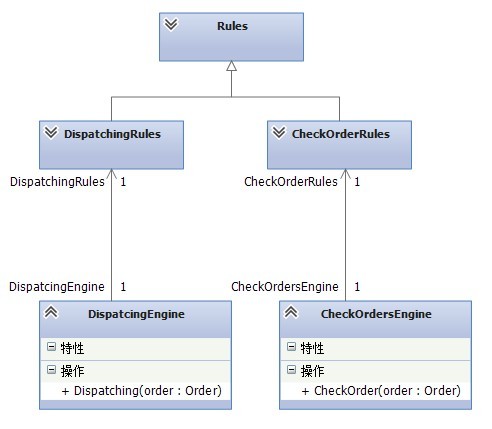 Rules
DispatchingRules
CheckOrderRules
DispatchingRules 1
CheckOrderRules 1
DispatcingEngine 1
CheckOrdersEngine 1
DispatcingEngine
CheckOrdersEngine
特性
特性
操作
操作
+ Dispatching(order : Order)
+ CheckOrder(order : Order)